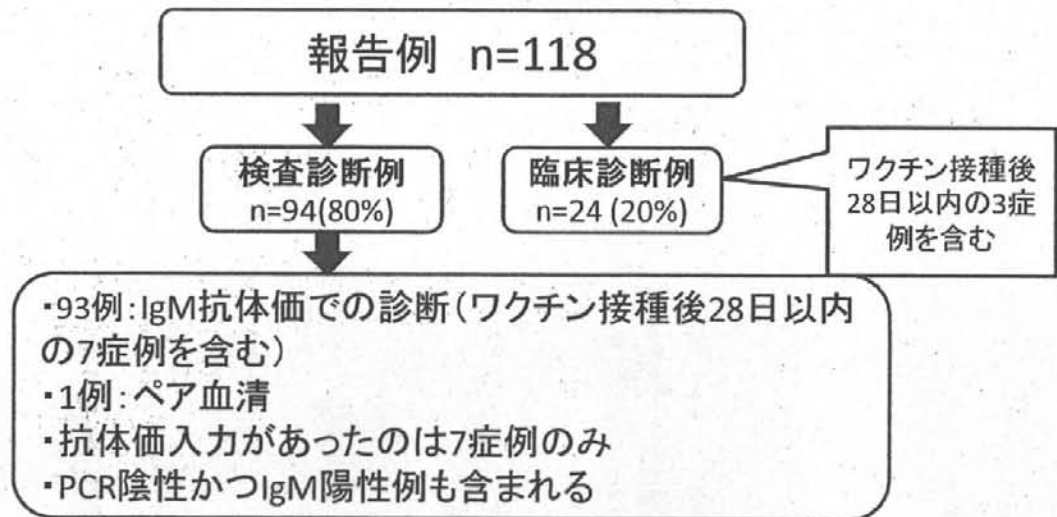 報告例 n=118
検査診断例
n=94(80%)
臨床診断例
n=24 (20%)
ワクチン接種後
28日以内の3症
例を含む
・93例:IgM抗体価での診断(ワクチン接種後28日以内
の7症例を含む)
・1例:ペア血清
・抗体価入力があったのは7症例のみ
・PCR陰性かつIgM陽性例も含まれる